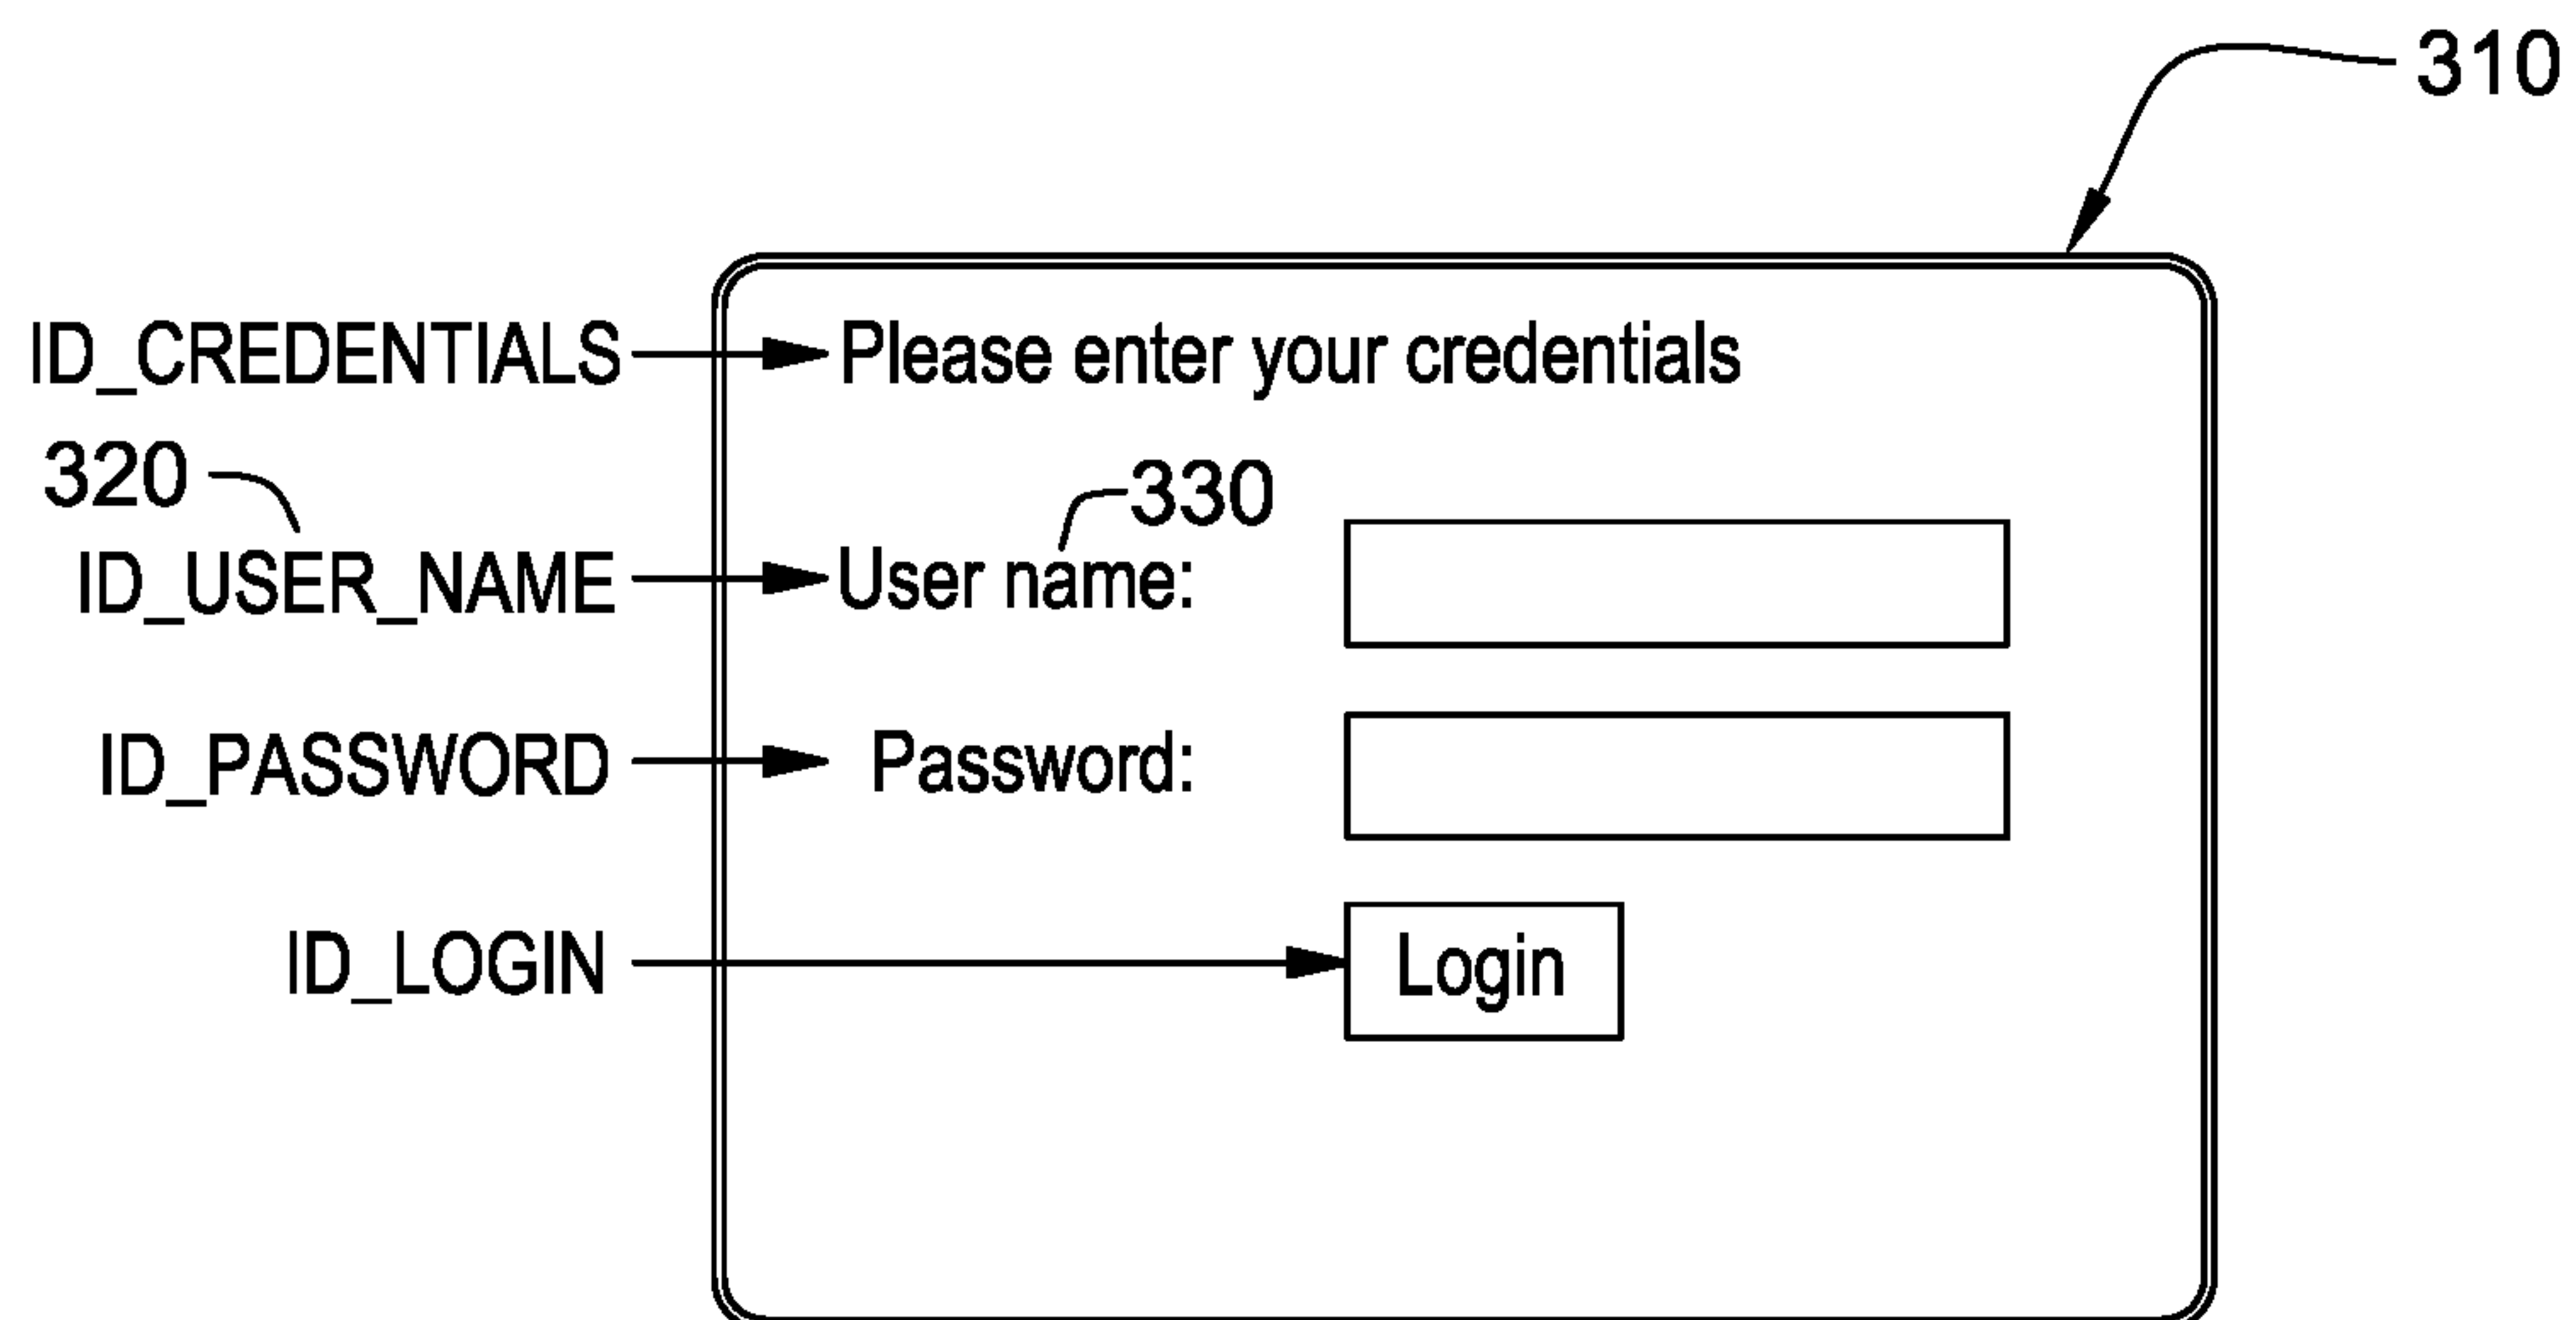 310
ID_CREDENTIALS Please enter your credentials
320 330
ID_USER_NAME User name:
ID_PASSWORD Password:
ID_LOGIN Login